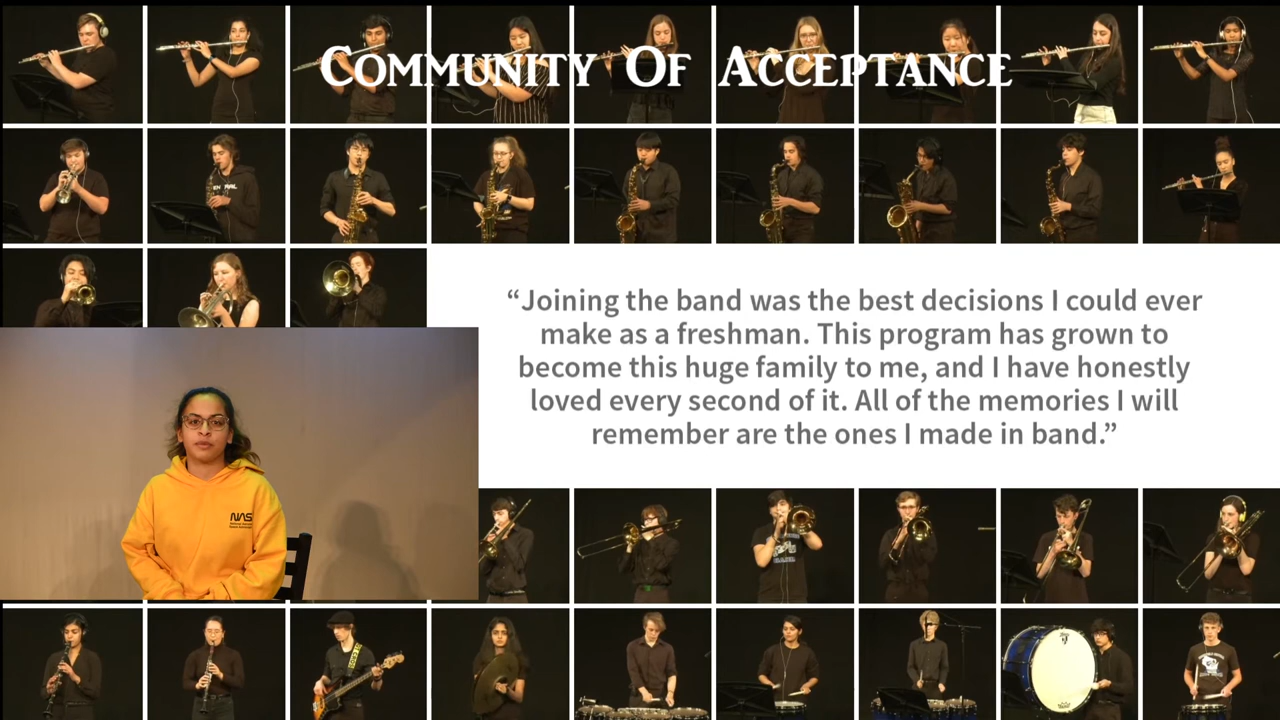 Community Of Acceptance
“Joining the band was the best decisions I could ever
make as a freshman. This program has grown to
become this huge family to me, and I have honestly
loved every second of it. All of the memories I will
remember are the ones I made in band.”